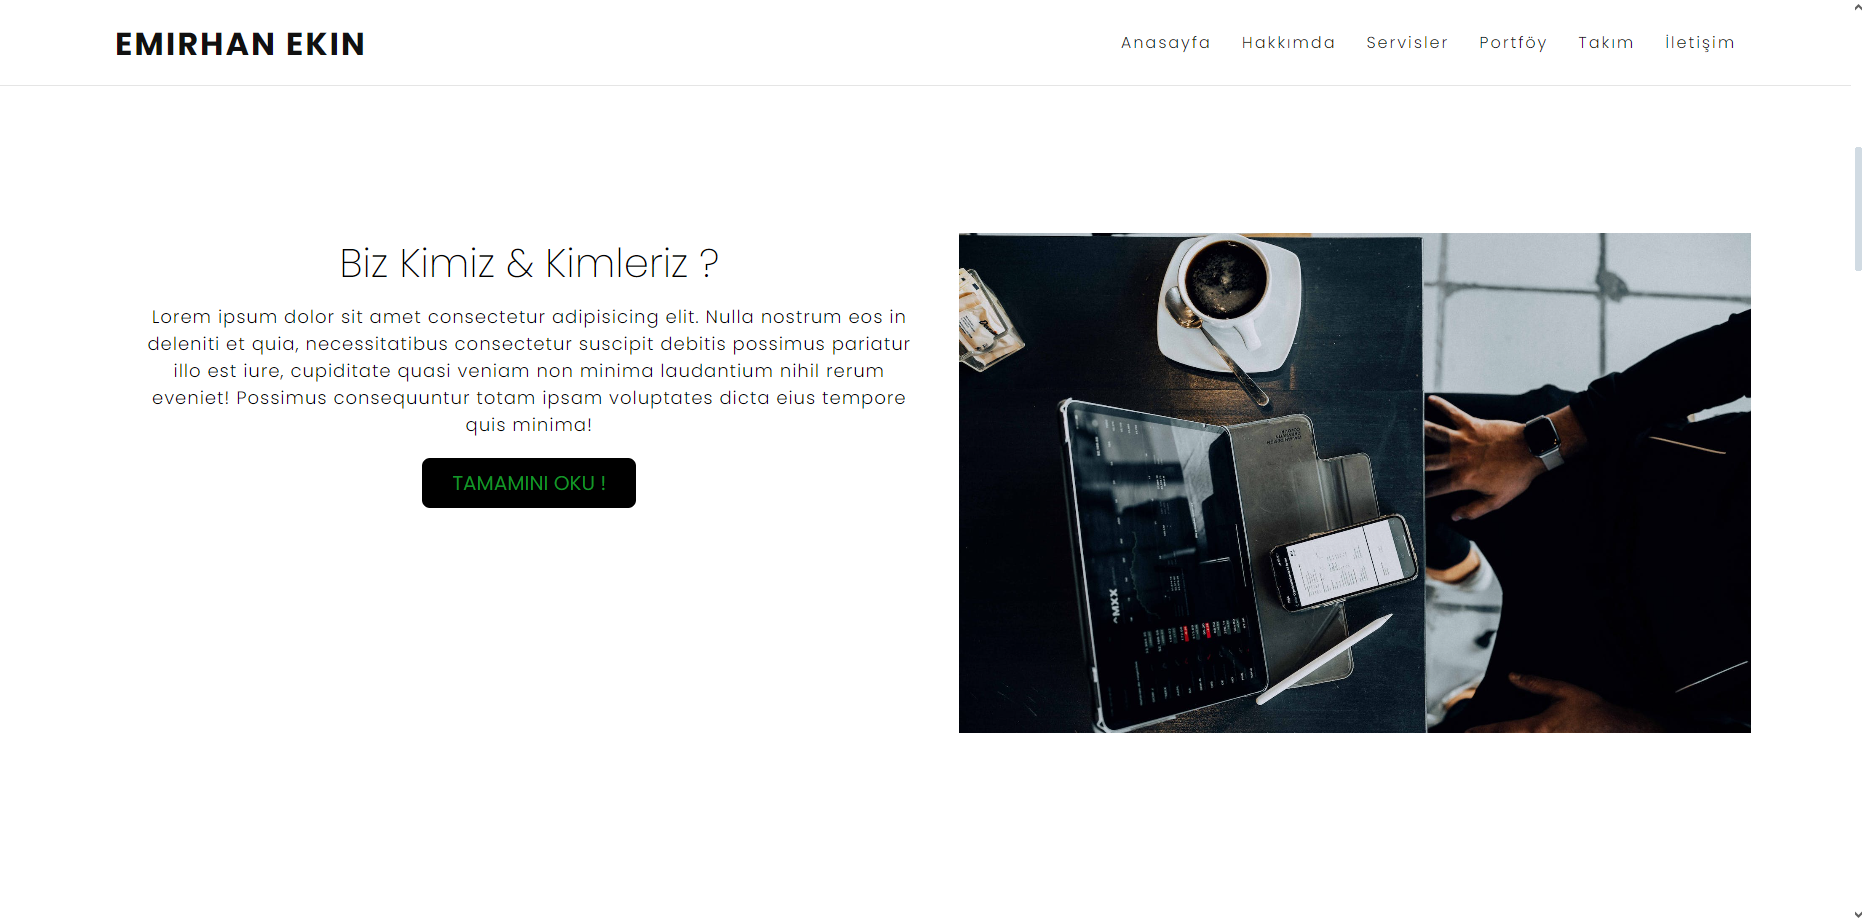 EMIRHAN EKIN
Anasayfa Hakkımda Servisler Portföy Takım İletişim
Biz Kimiz & Kimleriz ?
Lorem ipsum dolor sit amet consectetur adipisicing elit. Nulla nostrum eos in
deleniti et quia, necessitatibus consectetur suscipit debitis possimus pariatur
illo est iure, cupiditate quasi veniam non minima laudantium nihil rerum
eveniet! Possimus consequuntur totam ipsam voluptates dicta eius tempore
quis minima!
TAMAMINI OKU !
^MXX